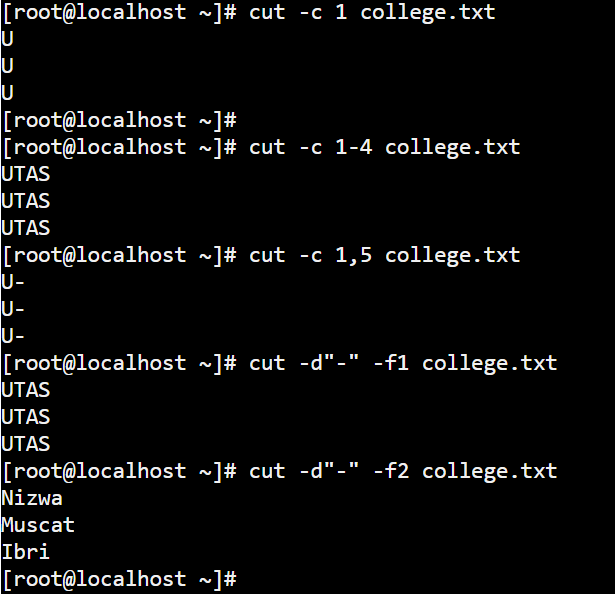 [root@localhost ~]# cut -c 1 college.txt
U
U
U
[root@localhost ~]#
[root@localhost ~]# cut -c 1-4 college.txt
UTAS
UTAS
UTAS
[root@localhost ~]# cut -c 1,5 college.txt
U-
U-
U-
[root@localhost ~]# cut -d"-" -f1 college.txt
UTAS
UTAS
UTAS
[root@localhost ~]# cut -d"-" -f2 college.txt
Nizwa
Muscat
Ibri
[root@localhost ~]#